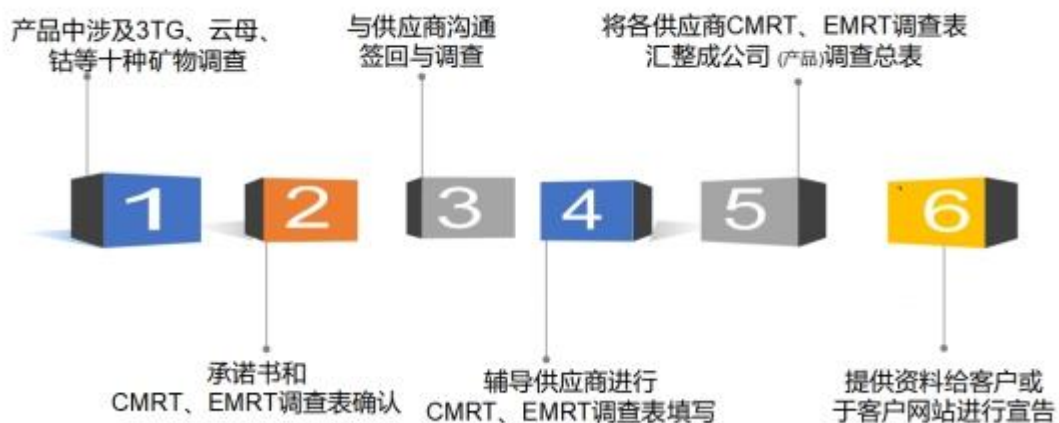 产品中涉及3TG、云母、
钴等十种矿物调查
与供应商沟通
签回与调查
将各供应商CMRT、EMRT调查表
汇整成公司 (产品)调查总表
1
2
3
4
5
6
承诺书和
CMRT、EMRT调查表确认
辅导供应商进行
CMRT、EMRT调查表填写
提供资料给客户或
于客户网站进行宣告